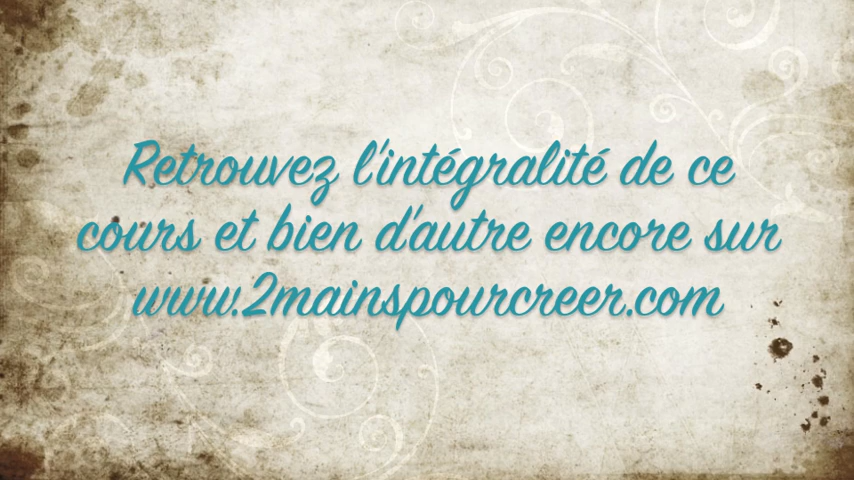 Retrouvez l'intégralité de ce
cours et bien d'autre encore sur
www.2mainspourcreer.com